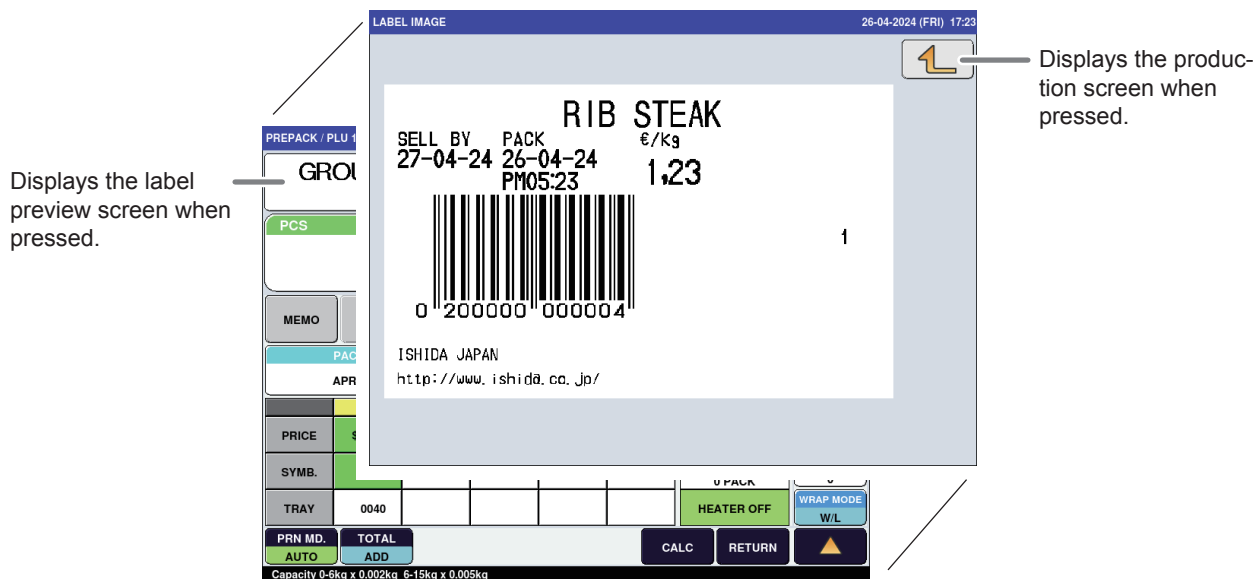 LABEL IMAGE 26-04-2024 (FRI) 17:23
Displays the produc-
tion screen when
pressed.
RIB STEAK
SELL BY PACK €/Kg
27-04-24 26-04-24 1,23
PM05:23
1
0 200000 000004
ISHIDA JAPAN
http://www.ishida.co.jp/
Displays the label
preview screen when
pressed.
PREPACK / PLU 1
PCS
MEMO
APR
PRICE
SYMB.
0 PACK
TRAY 0040 HEATER OFF WRAP MODE
W/L
PRN MD. TOTAL CALC RETURN
AUTO ADD
Capacity 0-6kg x 0.002kg 6-15kg x 0.005kg